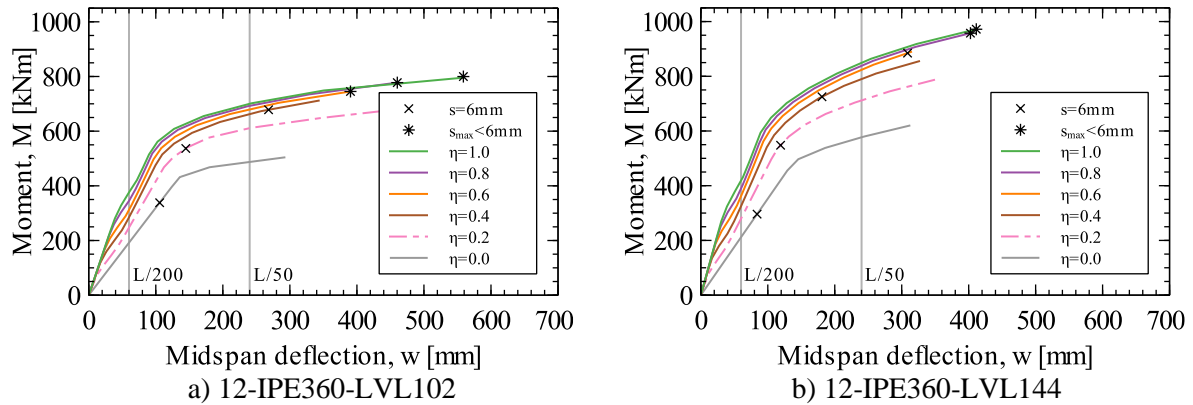 1000
800
600
400
200
0
Moment, M [kNm]
L/200
L/50
s=6mm
smax<6mm
η=1.0
η=0.8
η=0.6
η=0.4
η=0.2
η=0.0
0 100 200 300 400 500 600 700
Midspan deflection, w [mm]
a) 12-IPE360-LVL102
1000
800
600
400
200
0
Moment, M [kNm]
L/200
L/50
s=6mm
smax<6mm
η=1.0
η=0.8
η=0.6
η=0.4
η=0.2
η=0.0
0 100 200 300 400 500 600 700
Midspan deflection, w [mm]
b) 12-IPE360-LVL144